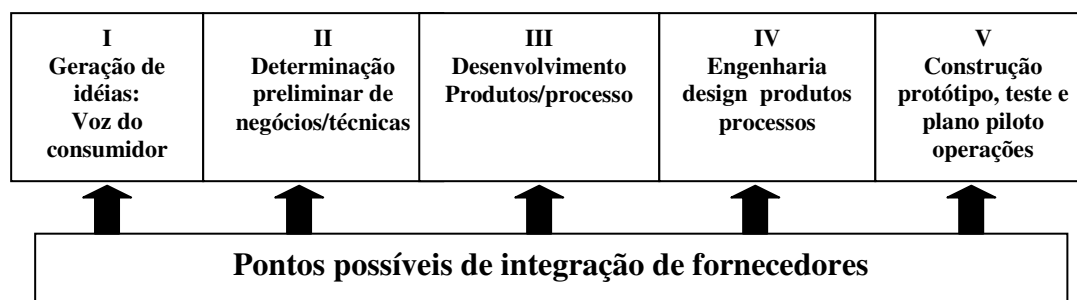 I
Geração de
idéias:
Voz do
consumidor
II
Determinação
preliminar de
negócios/técnicas
III
Desenvolvimento
Produtos/processo
IV
Engenharia
design produtos
processos
V
Construção
protótipo, teste e
plano piloto
operações
Pontos possíveis de integração de fornecedores